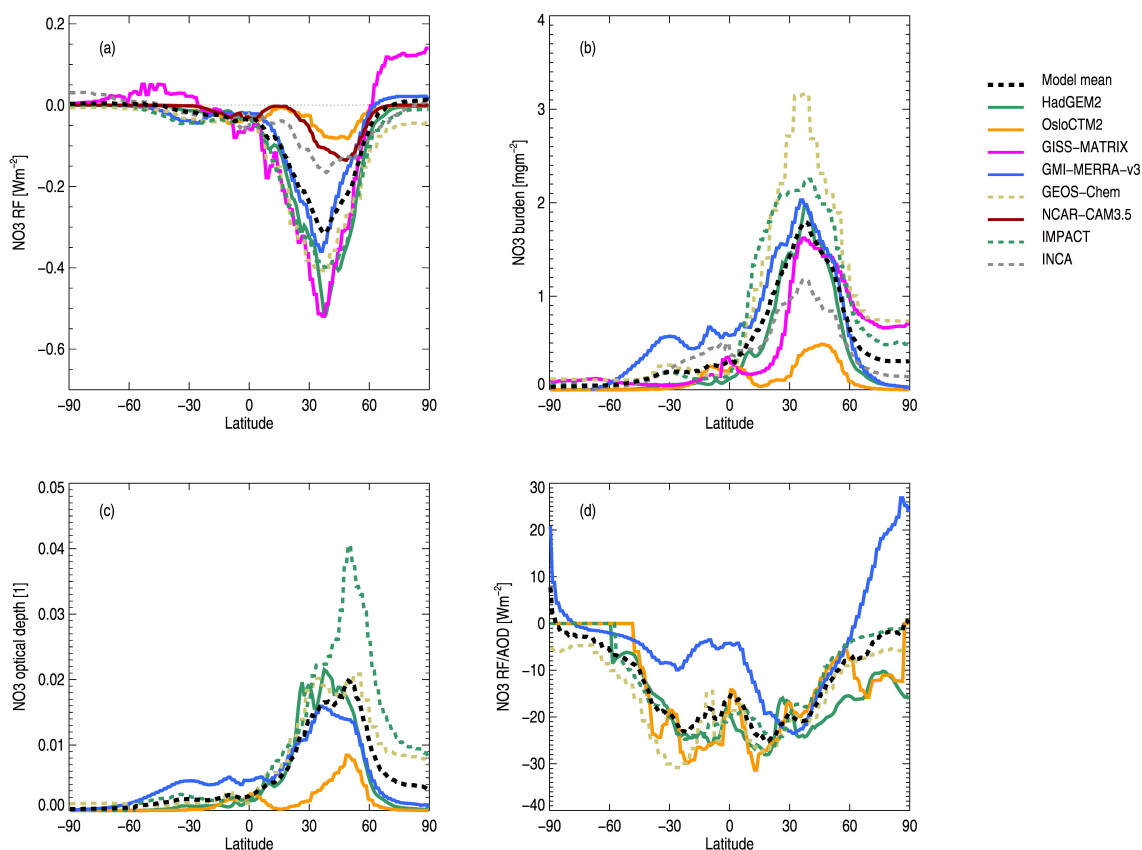 (a)
NO3 RF [Wm−2]
0.2
0.0
−0.2
−0.4
−0.6
−90 −60 −30 0 30 60 90
Latitude
(b)
NO3 burden [mgm−2]
4
3
2
1
0
−90 −60 −30 0 30 60 90
Latitude
Model mean
HadGEM2
OsloCTM2
GISS−MATRIX
GMI−MERRA−v3
GEOS−Chem
NCAR−CAM3.5
IMPACT
INCA
(c)
NO3 optical depth [1]
0.05
0.04
0.03
0.02
0.01
0.00
−90 −60 −30 0 30 60 90
Latitude
(d)
NO3 RF/AOD [Wm−2]
30
20
10
0
−10
−20
−30
−40
−90 −60 −30 0 30 60 90
Latitude